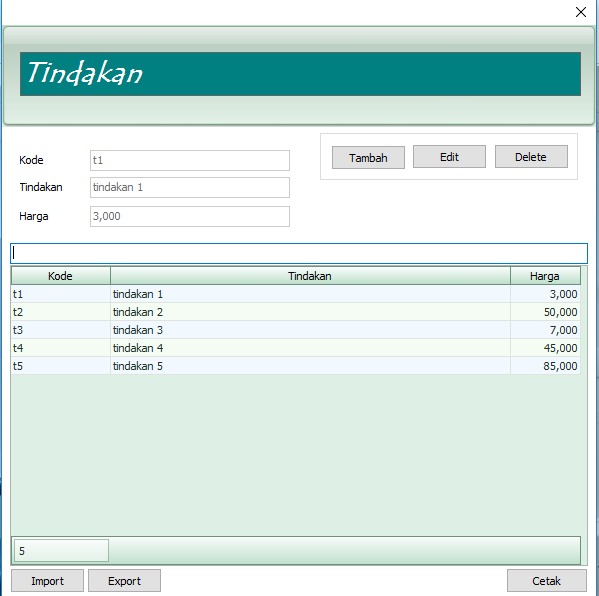 Tindakan
Kode t1 Tambah Edit Delete
Tindakan tindakan 1
Harga 3,000
Kode Tindakan Harga
t1 tindakan 1 3,000
t2 tindakan 2 50,000
t3 tindakan 3 7,000
t4 tindakan 4 45,000
t5 tindakan 5 85,000
5
Import Export Cetak